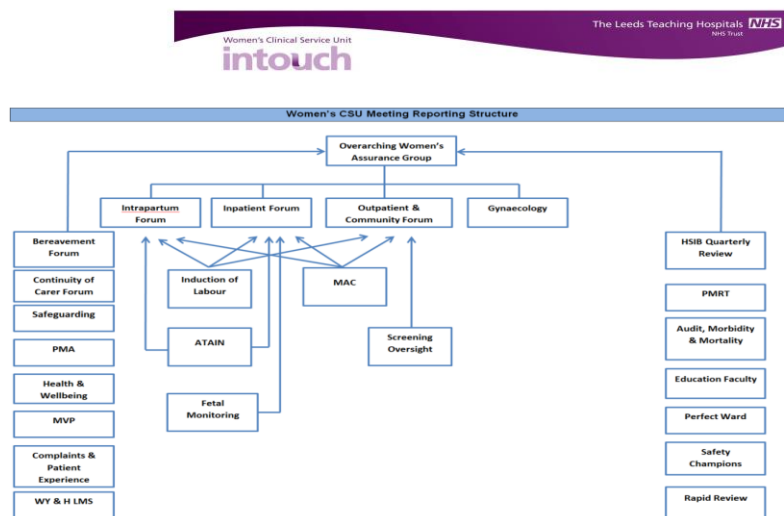 Women's Clinical Service Unit
intouch
The Leeds Teaching Hospitals NHS
NHS Trust
Women's CSU Meeting Reporting Structure
Overarching Women's
Assurance Group
Intrapartum
Forum
Inpatient Forum
Outpatient &
Community Forum
Gynaecology
Bereavement
Forum
Continuity
of Carer Forum
Safeguarding
PMA
Health &
Wellbeing
MVP
Complaints &
Patient
Experience
WY & H LMS
Induction of
Labour
MAC
ATAIN
Screening
Oversight
Fetal
Monitoring
HSIB Quarterly
Review
PMRT
Audit, Morbidity
& Mortality
Education Faculty
Perfect Ward
Safety
Champions
Rapid Review